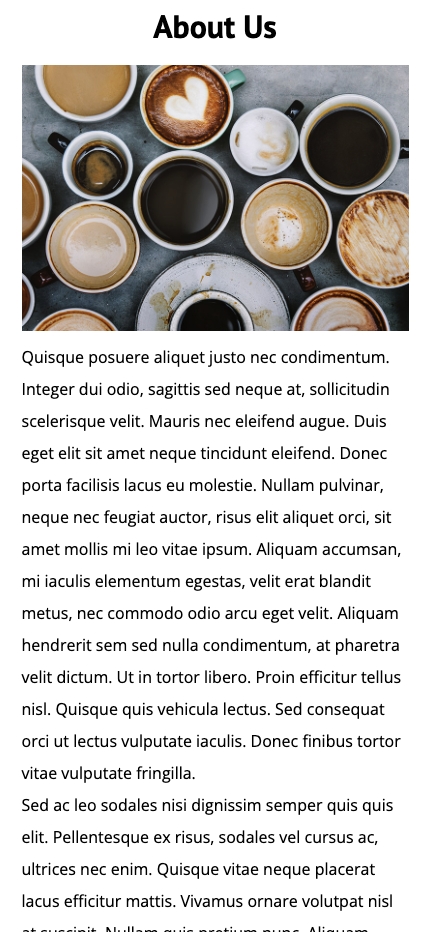 About Us
Quisque posuere aliquet justo nec condimentum.
Integer dui odio, sagittis sed neque at, sollicitudin
scelerisque velit. Mauris nec eleifend augue. Duis
eget elit sit amet neque tincidunt eleifend. Donec
porta facilisis lacus eu molestie. Nullam pulvinar,
neque nec feugiat auctor, risus elit aliquet orci, sit
amet mollis mi leo vitae ipsum. Aliquam accumsan,
mi iaculis elementum egestas, velit erat blandit
metus, nec commodo odio arcu eget velit. Aliquam
hendrerit sem sed nulla condimentum, at pharetra
velit dictum. Ut in tortor libero. Proin efficitur tellus
nisl. Quisque quis vehicula lectus. Sed consequat
orci ut lectus vulputate iaculis. Donec finibus tortor
vitae vulputate fringilla.
Sed ac leo sodales nisi dignissim semper quis quis
elit. Pellentesque ex risus, sodales vel cursus ac,
ultrices nec enim. Quisque vitae neque placerat
lacus efficitur mattis. Vivamus ornare volutpat nisl
at suscipit. Nullam quis pretium nunc. Aliquam